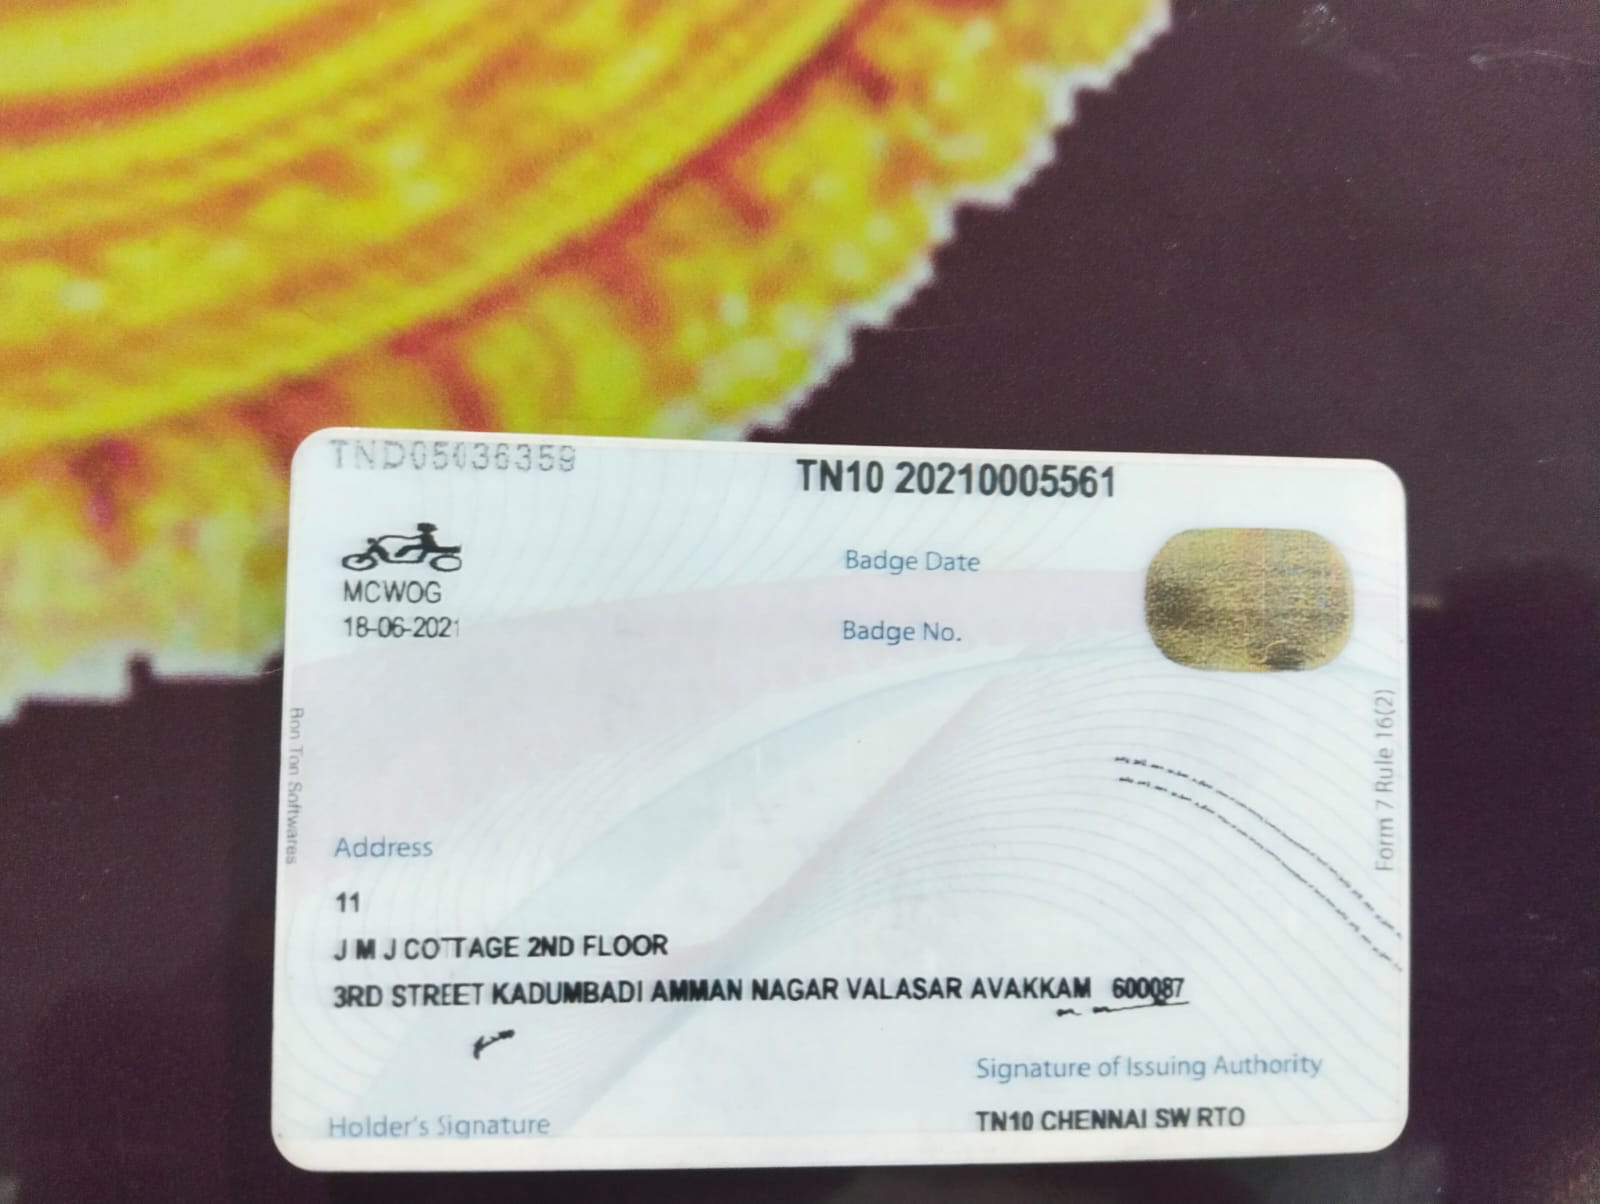 TND05036359
TN10 20210005561
MCWOG
18-06-2021
Badge Date
Badge No.
Bon Ton Softwares
Form 7 Rule 16(2)
Address
11
J M J COTTAGE 2ND FLOOR
3RD STREET KADUMBADI AMMAN NAGAR VALASAR AVAKKAM 600087
Signature of Issuing Authority
Holder's Signature
TN10 CHENNAI SW RTO